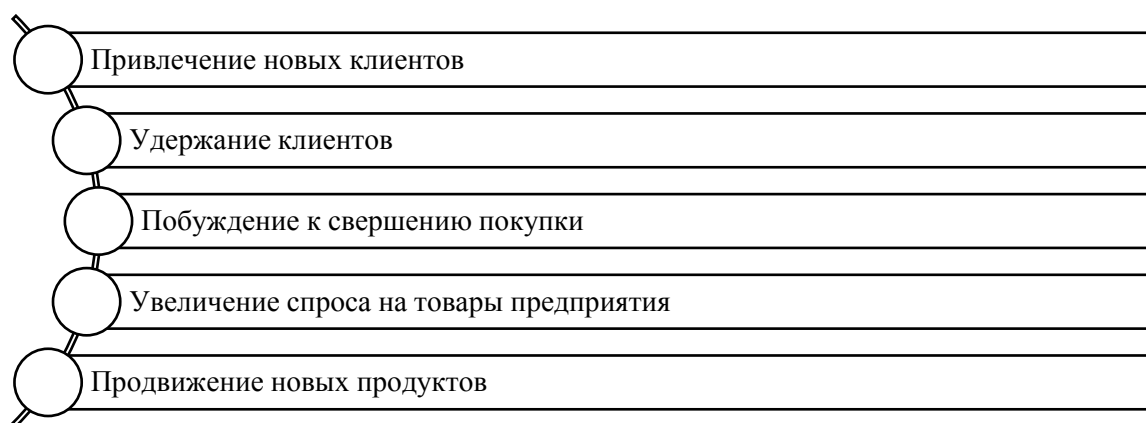 Привлечение новых клиентов
Удержание клиентов
Побуждение к свершению покупки
Увеличение спроса на товары предприятия
Продвижение новых продуктов